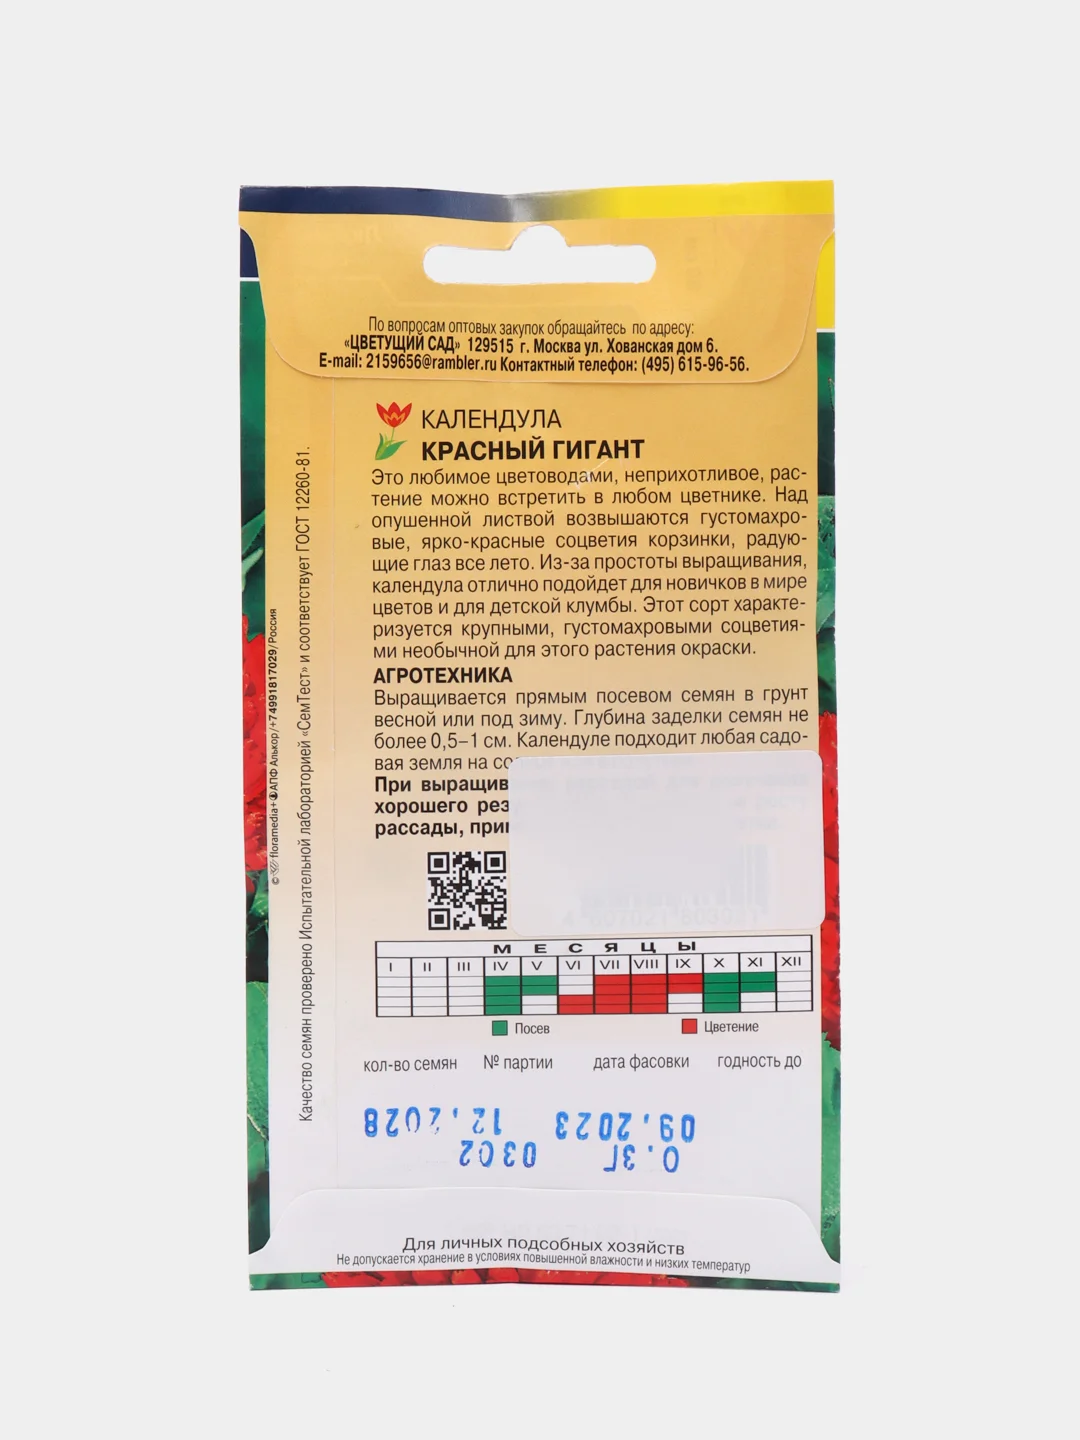 По вопросам оптовых закупок обращайтесь по адресу:
«ЦВЕТУЩИЙ САД» 129515 г. Москва ул. Хованская дом 6.
E-mail: 2159656@rambler.ru Контактный телефон: (495) 615-96-56.
КАЛЕНДУЛА
КРАСНЫЙ ГИГАНТ
Это любимое цветоводами, неприхотливое, рас-
тение можно встретить в любом цветнике. Над
опушенной листвой возвышаются густомахро-
вые, ярко-красные соцветия корзинки, радую-
щие глаз все лето. Из-за простоты выращивания,
календула отлично подойдет для новичков в мире
цветов и для детской клумбы. Этот сорт характе-
ризуется крупными, густомахровыми соцветия-
ми необычной для этого растения окраски.
АГРОТЕХНИКА
Выращивается прямым посевом семян в грунт
весной или под зиму. Глубина заделки семян не
более 0,5–1 см. Календуле подходит любая садо-
вая земля на
При
хорошего
рассады,
МЕСЯЦЫ
I II III IV V VI VII VIII IX X XI XII
Посев Цветение
кол-во семян № партии дата фасовки годность до
0.3Г 0302
09.2023 12.2028
Для личных подсобных хозяйств
Не допускается хранение в условиях повышенной влажности и низких температур
Качество семян проверено Испытательной лабораторией «СемТест» и соответствует ГОСТ 12260-81.
© floramedia+ АПФ Алькор/+74991817029/Россия